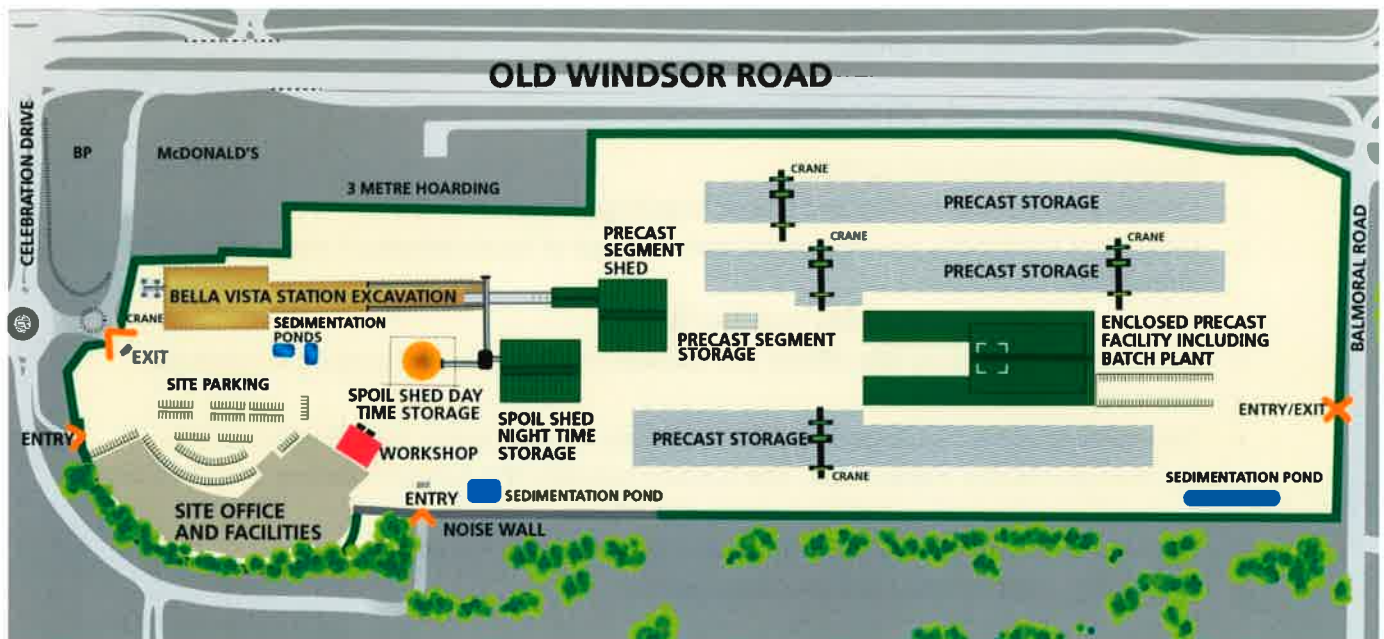 OLD WINDSOR ROAD
CELEBRATION DRIVE
BP
McDONALD'S
3 METRE HOARDING
CRANE
PRECAST STORAGE
BALMORAL ROAD
PRECAST
SEGMENT
SHED
CRANE
CRANE
PRECAST STORAGE
BELLA VISTA STATION EXCAVATION
CRANE
SEDIMENTATION
PONDS
EXIT
PRECAST SEGMENT
STORAGE
ENCLOSED PRECAST
FACILITY INCLUDING
BATCH PLANT
SITE PARKING
SPOIL SHED DAY
TIME STORAGE
SPOIL SHED
NIGHT TIME
STORAGE
ENTRY/EXIT
ENTRY
WORKSHOP
PRECAST STORAGE
CRANE
SEDIMENTATION POND
ENTRY
SEDIMENTATION POND
SITE OFFICE
AND FACILITIES
NOISE WALL